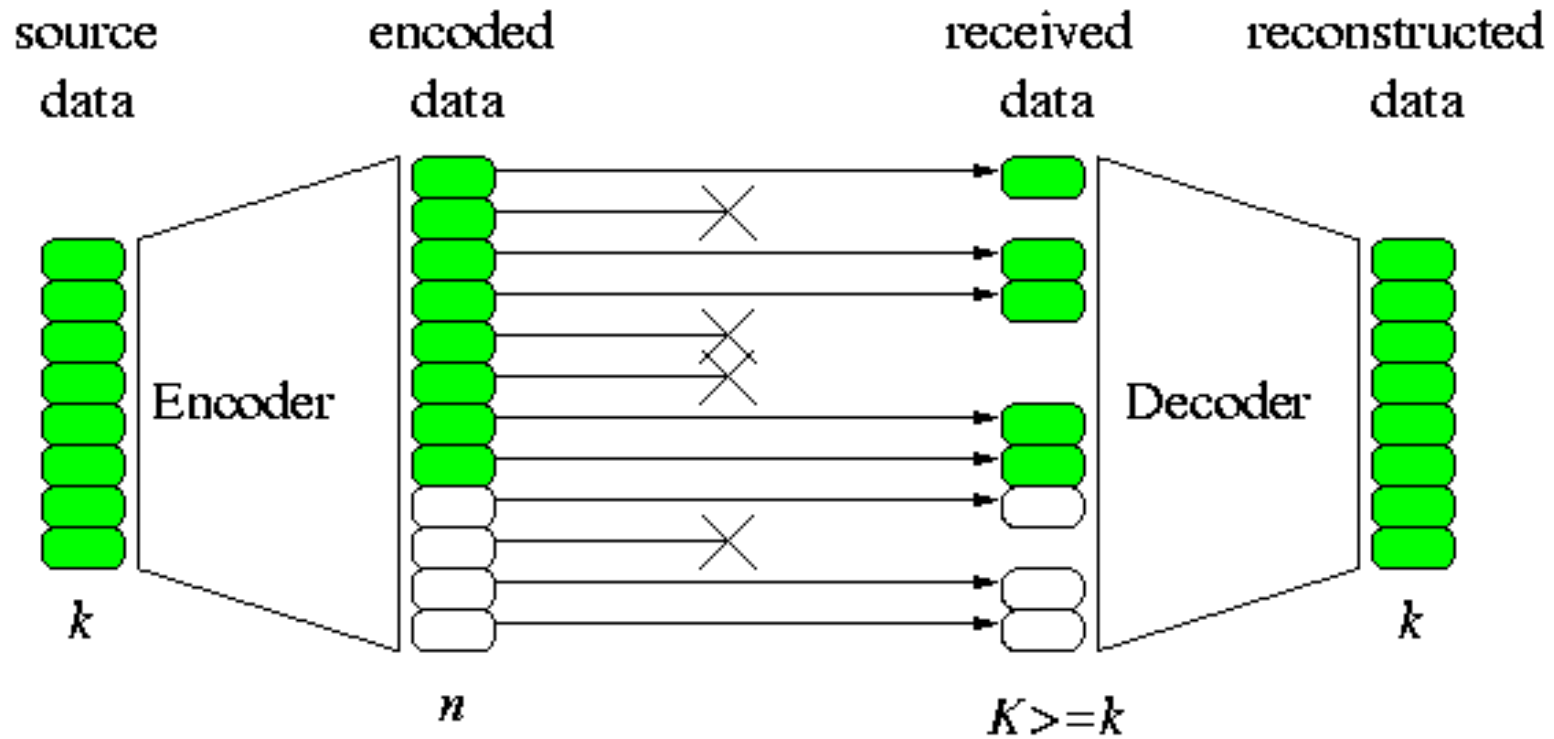 source
data
encoded
data
received
data
reconstructed
data
Encoder
Decoder
k
n
K>=k
k